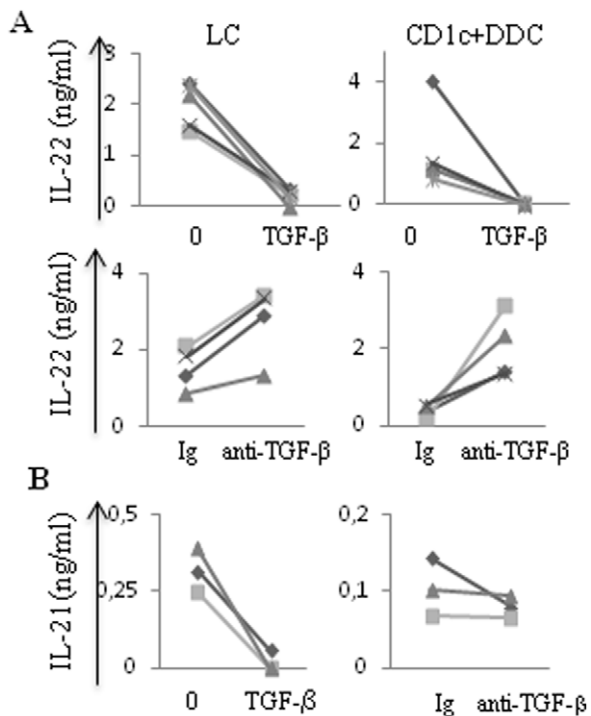 A
LC
CD1c+DDC
IL-22 (ng/ml)
3
2
1
0
0
TGF-β
4
2
0
0
TGF-β
IL-22 (ng/ml)
4
2
0
Ig
anti-TGF-β
4
2
0
Ig
anti-TGF-β
B
IL-21(ng/ml)
0,5
0,25
0
0
TGF-β
0,2
0,1
0
Ig
anti-TGF-β